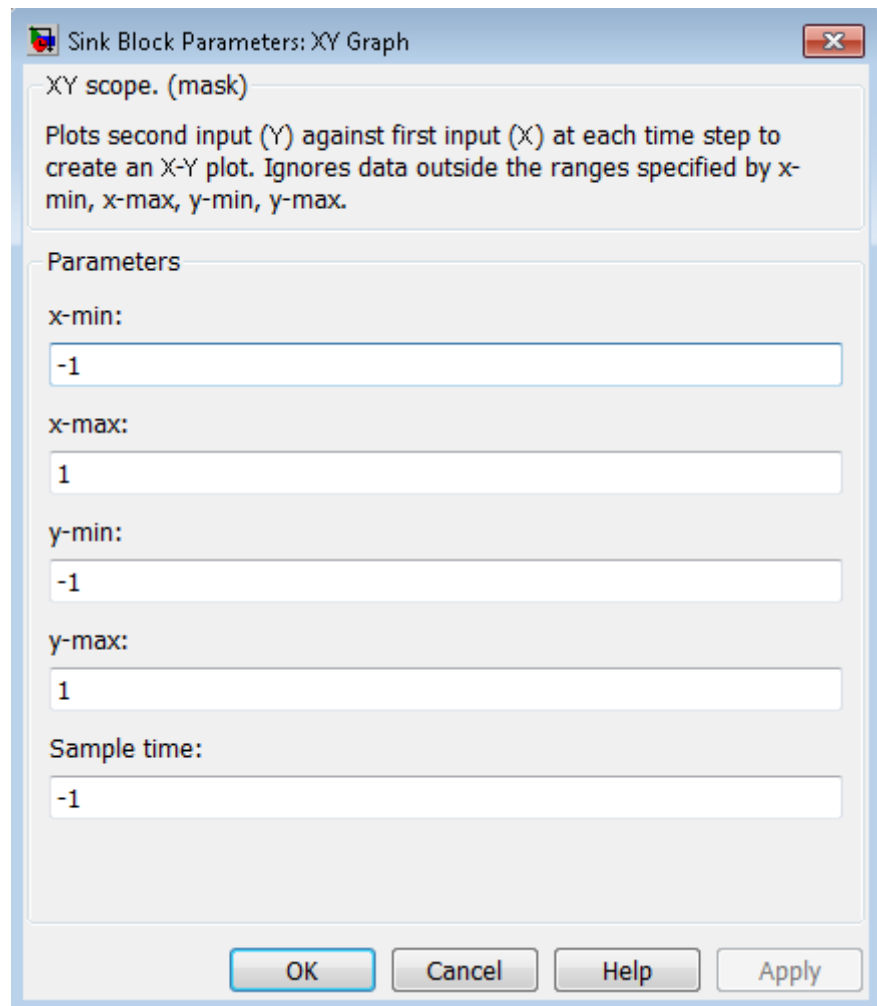 Sink Block Parameters: XY Graph
XY scope. (mask)
Plots second input (Y) against first input (X) at each time step to
create an X-Y plot. Ignores data outside the ranges specified by x-
min, x-max, y-min, y-max.
Parameters
x-min:
-1
x-max:
1
y-min:
-1
y-max:
1
Sample time:
-1
OK Cancel Help Apply